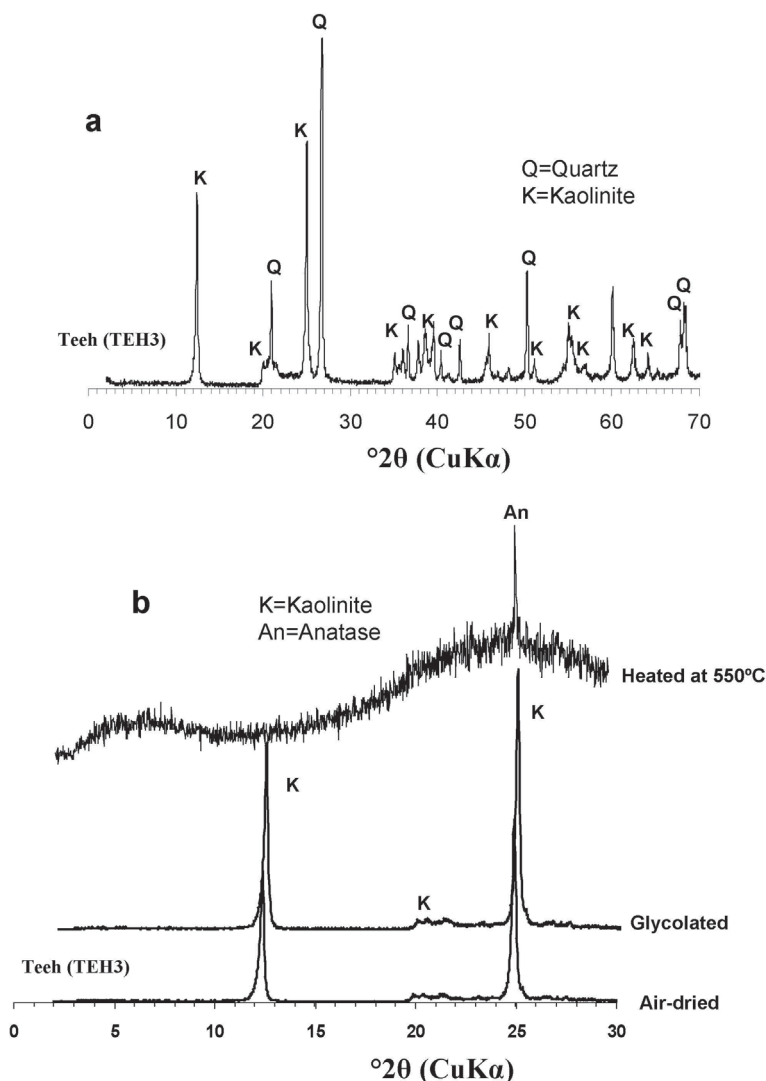 Q
a
K
K
Q=Quartz
K=Kaolinite
Q
Q
Q
Teeh (TEH3)
K
K
Q
K
Q
Q
K
K
K
K
K
Q
0 10 20 30 40 50 60 70
°2θ (CuKα)
An
b
K=Kaolinite
An=Anatase
Heated at 550ºC
K
K
K
Glycolated
Teeh (TEH3)
Air-dried
0 5 10 15 20 25 30
°2θ (CuKα)